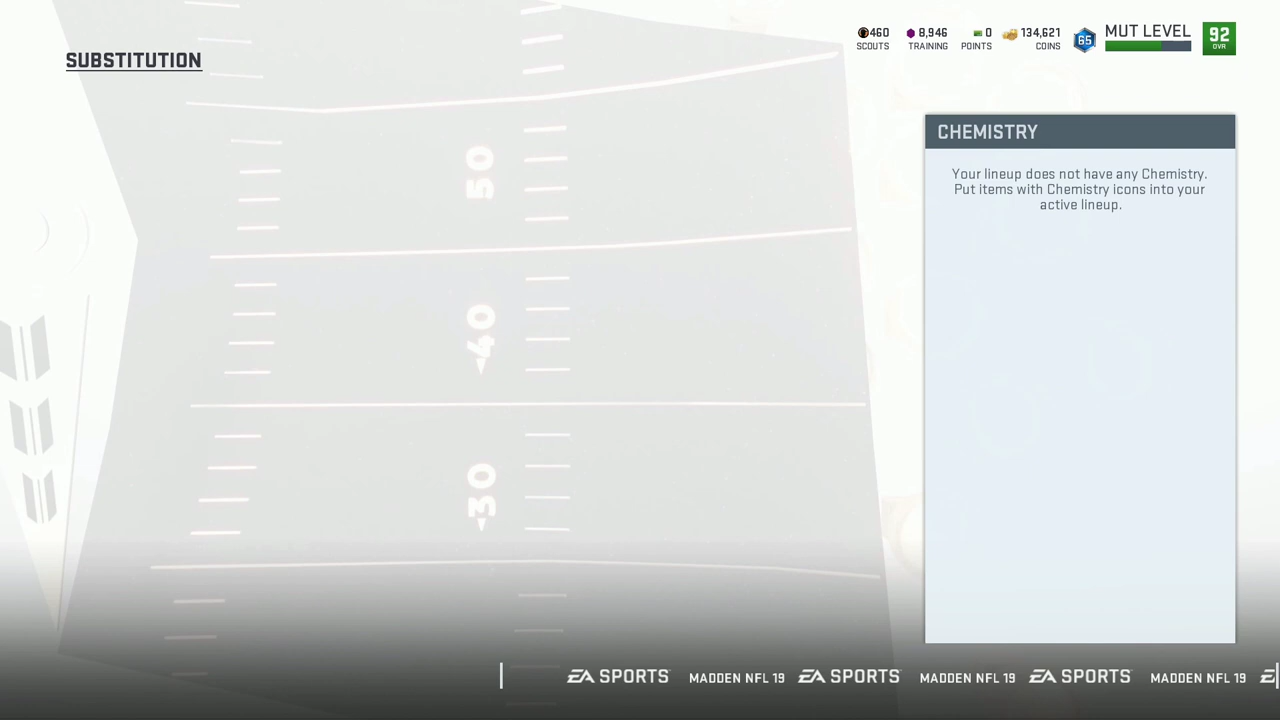 SUBSTITUTION
460 SCOUTS
8,946 TRAINING
0 POINTS
134,621 COINS
65
MUT LEVEL
92 OVR
CHEMISTRY
Your lineup does not have any Chemistry.
Put items with Chemistry icons into your
active lineup.
50
40
30
EA SPORTS MADDEN NFL 19 EA SPORTS MADDEN NFL 19 EA SPORTS MADDEN NFL 19 E